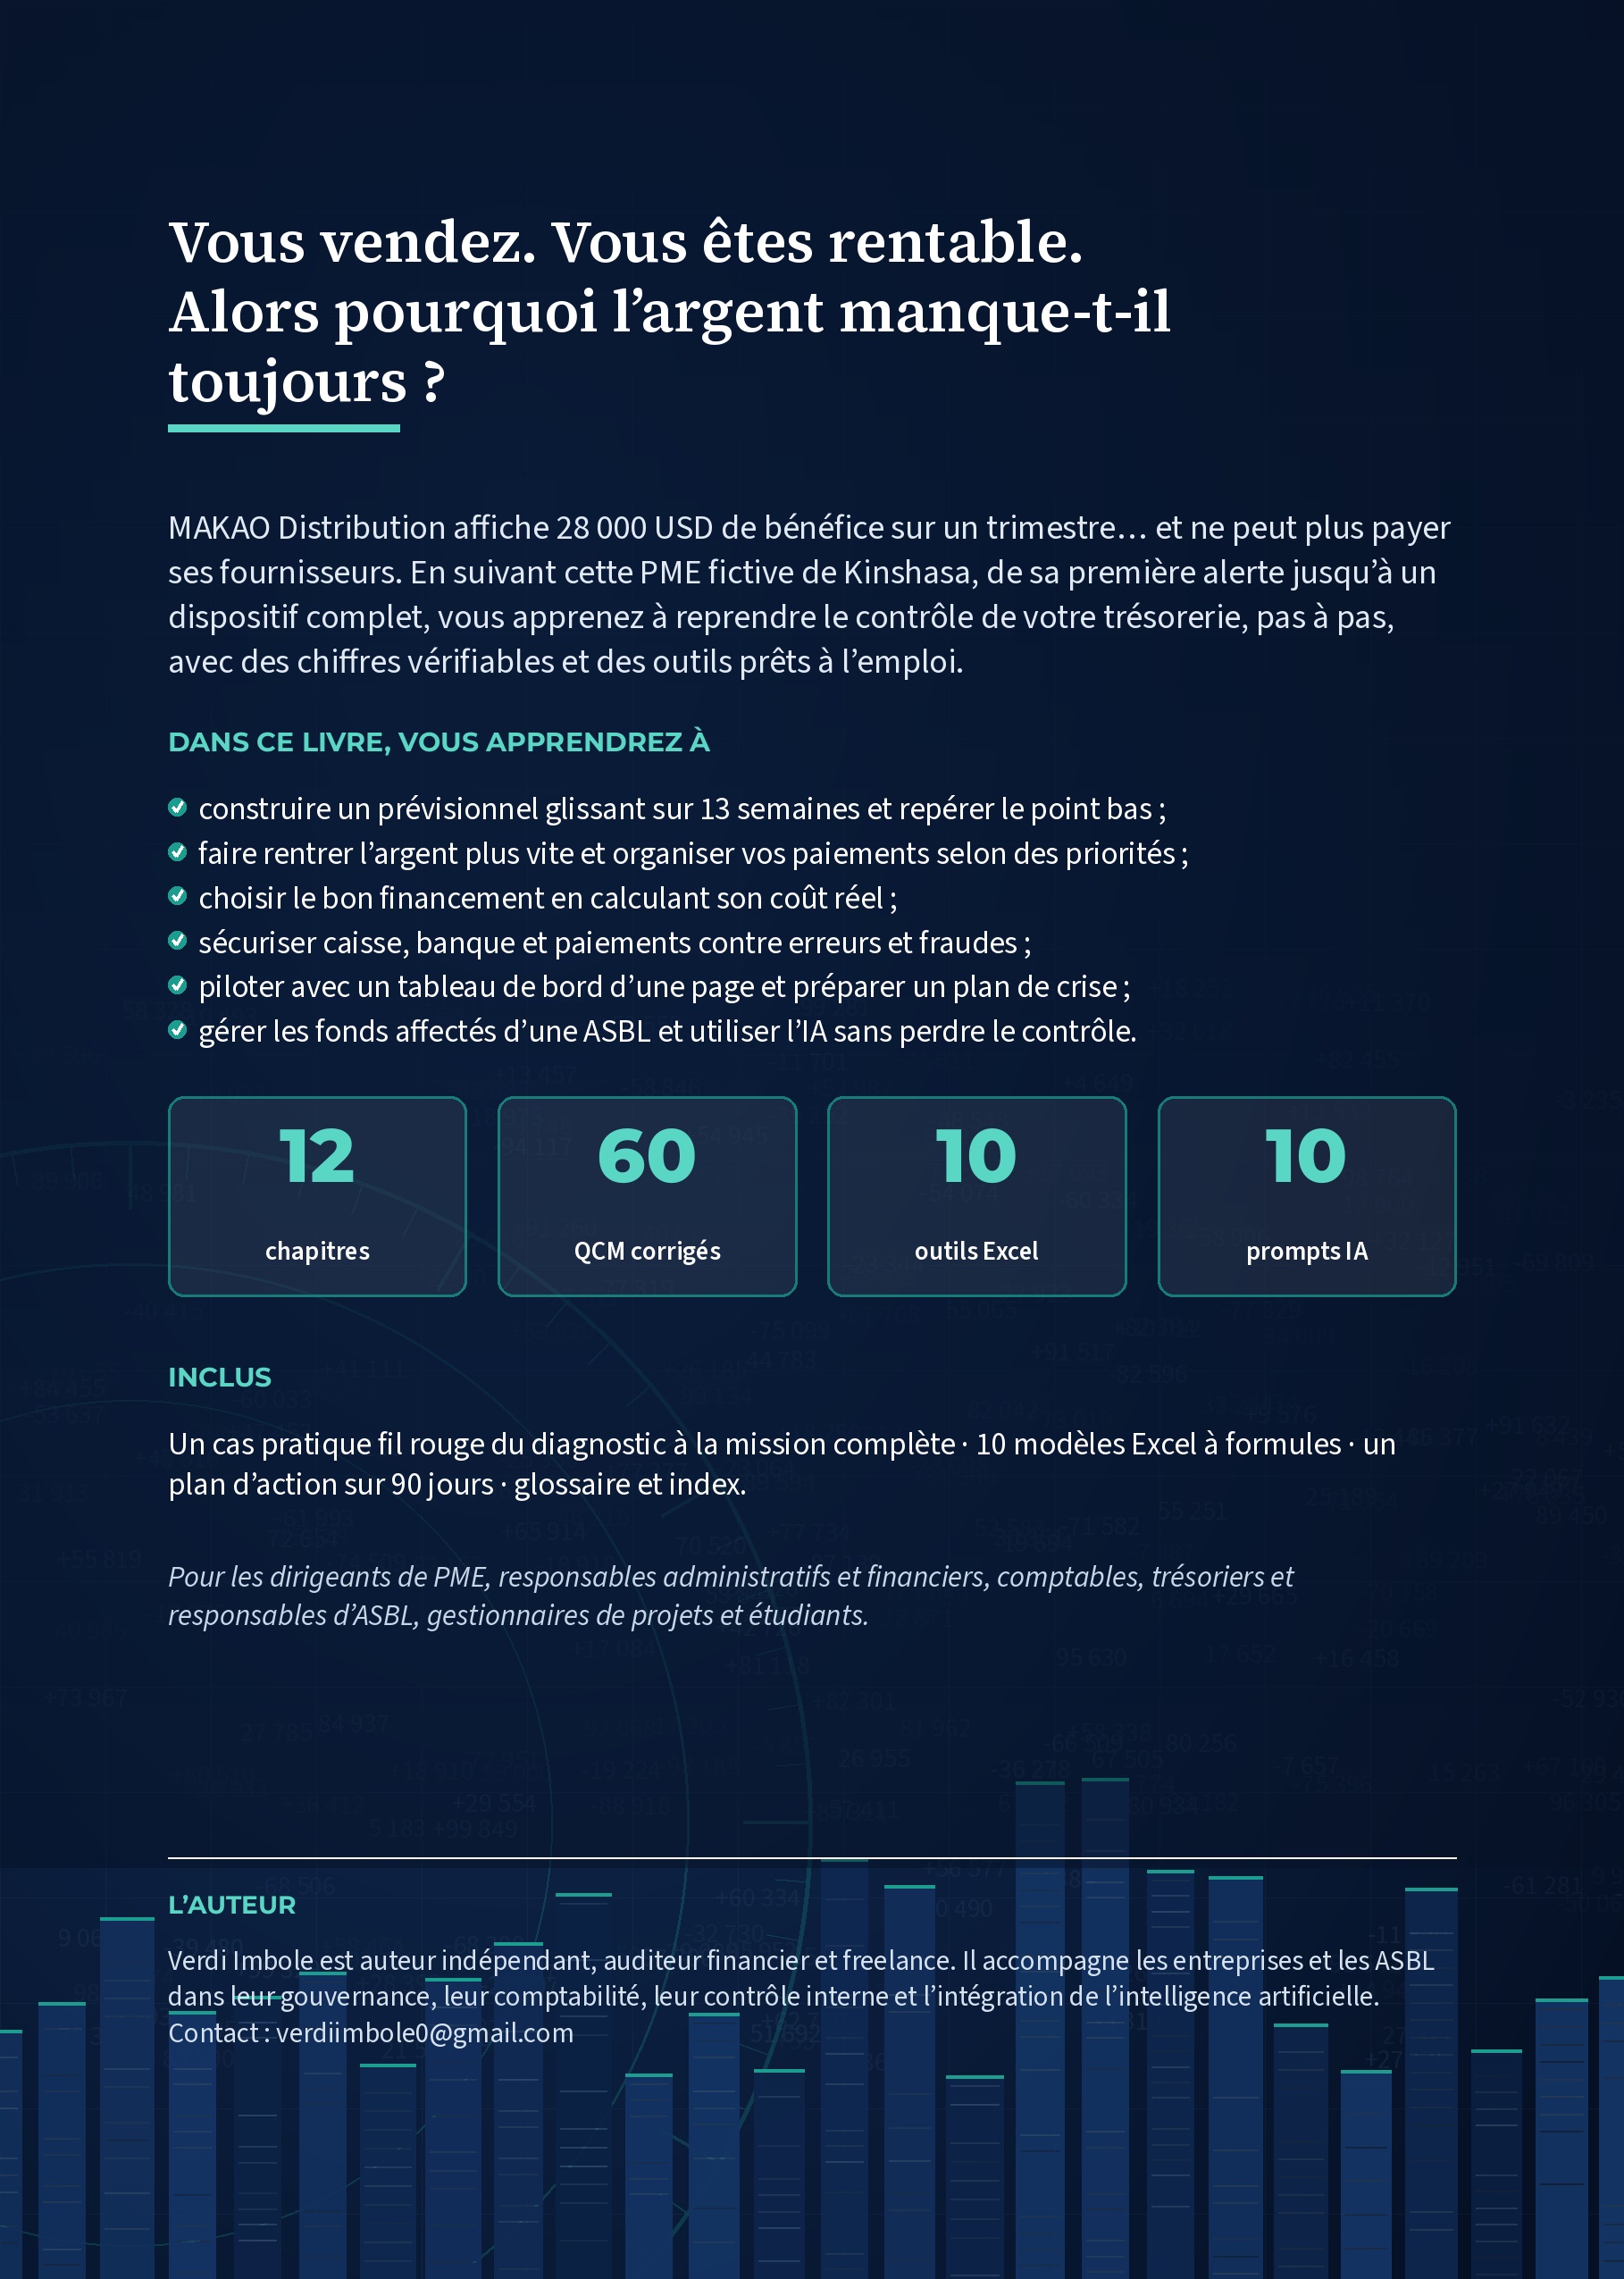 Vous vendez. Vous êtes rentable.
Alors pourquoi l’argent manque-t-il
toujours ?
MAKAO Distribution affiche 28 000 USD de bénéfice sur un trimestre… et ne peut plus payer
ses fournisseurs. En suivant cette PME fictive de Kinshasa, de sa première alerte jusqu’à un
dispositif complet, vous apprenez à reprendre le contrôle de votre trésorerie, pas à pas,
avec des chiffres vérifiables et des outils prêts à l’emploi.
DANS CE LIVRE, VOUS APPRENDREZ À
construire un prévisionnel glissant sur 13 semaines et repérer le point bas ;
faire rentrer l’argent plus vite et organiser vos paiements selon des priorités ;
choisir le bon financement en calculant son coût réel ;
sécuriser caisse, banque et paiements contre erreurs et fraudes ;
piloter avec un tableau de bord d’une page et préparer un plan de crise ;
gérer les fonds affectés d’une ASBL et utiliser l’IA sans perdre le contrôle.
12
chapitres
60
QCM corrigés
10
outils Excel
10
prompts IA
INCLUS
Un cas pratique fil rouge du diagnostic à la mission complète · 10 modèles Excel à formules · un
plan d’action sur 90 jours · glossaire et index.
Pour les dirigeants de PME, responsables administratifs et financiers, comptables, trésoriers et
responsables d’ASBL, gestionnaires de projets et étudiants.
L’AUTEUR
Verdi Imbole est auteur indépendant, auditeur financier et freelance. Il accompagne les entreprises et les ASBL
dans leur gouvernance, leur comptabilité, leur contrôle interne et l’intégration de l’intelligence artificielle.
Contact : verdiimbole0@gmail.com